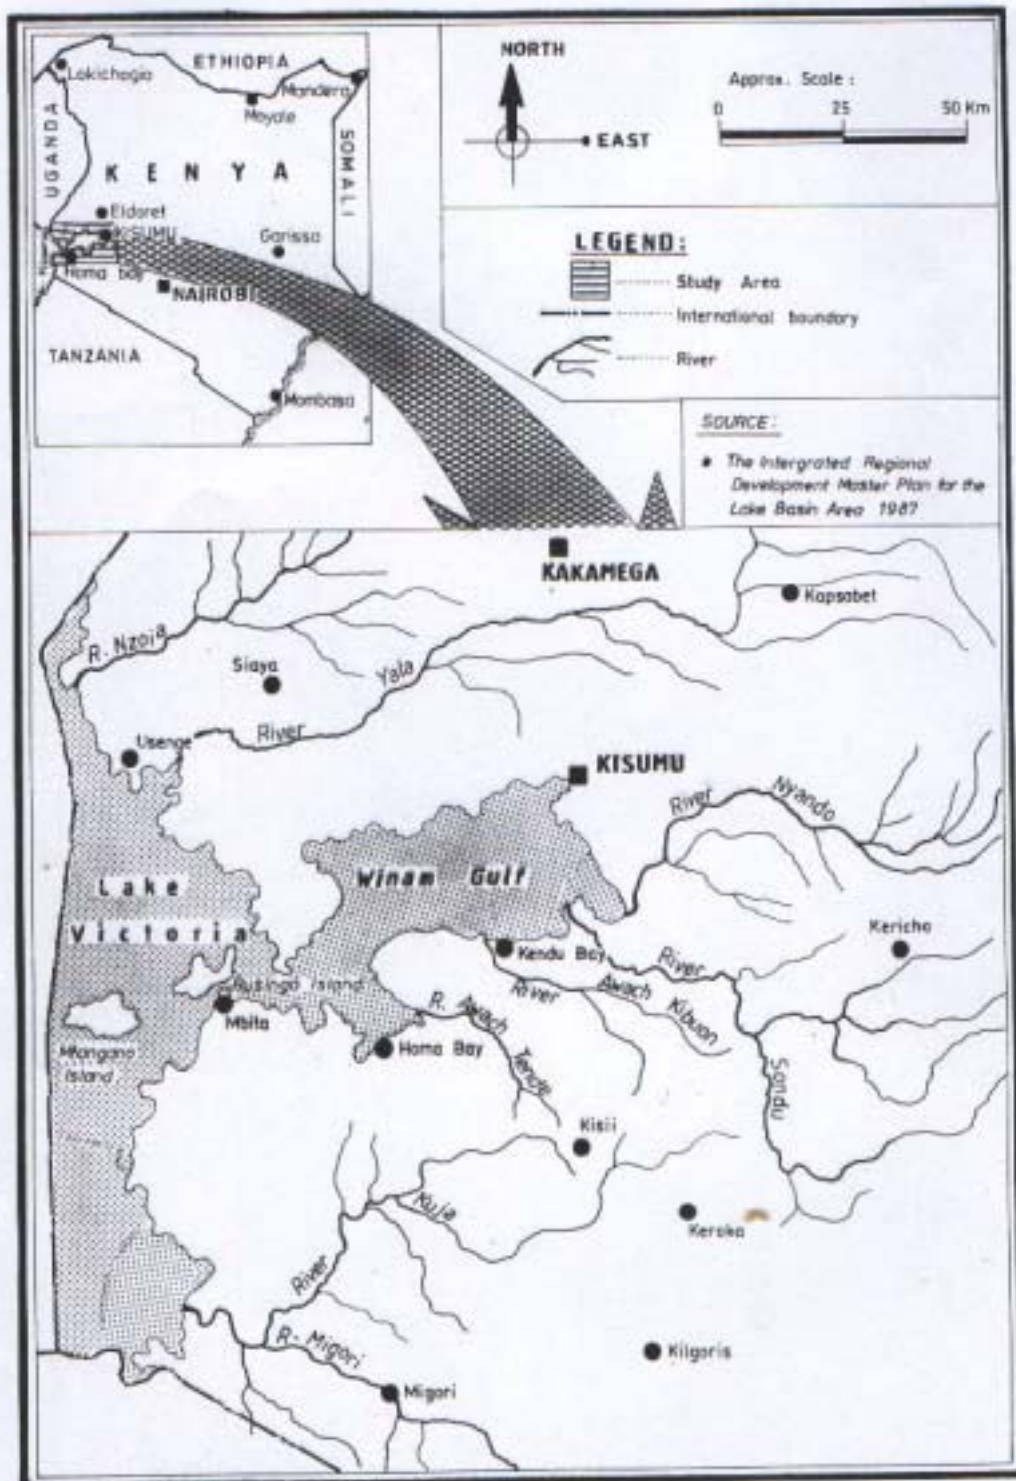 ETHIOPIA
Lokichogio
Mandera
Moyale
UGANDA
SOMALI
KENYA
Eldoret
KISUMU
Garissa
Homa bay
NAIROBI
TANZANIA
Mombasa
NORTH
EAST
Approx. Scale :
0 25 50 Km
LEGEND:
Study Area
International boundary
River
SOURCE:
• The Intergrated Regional
Development Master Plan for the
Lake Basin Area 1987
KAKAMEGA
Kapsabet
R. Nzoia
Siaya
River Yala
Usenge
KISUMU
River Nyando
Winam Gulf
Lake
Victoria
Kericho
Kendu Bay
River Sondu
Rusinga Island
Mbita
River Awach Kibuon
R. Awach Tende
Homa Bay
Mfangano
Island
Kisii
River Kuja
Keroka
R. Migori
Kilgoris
Migori